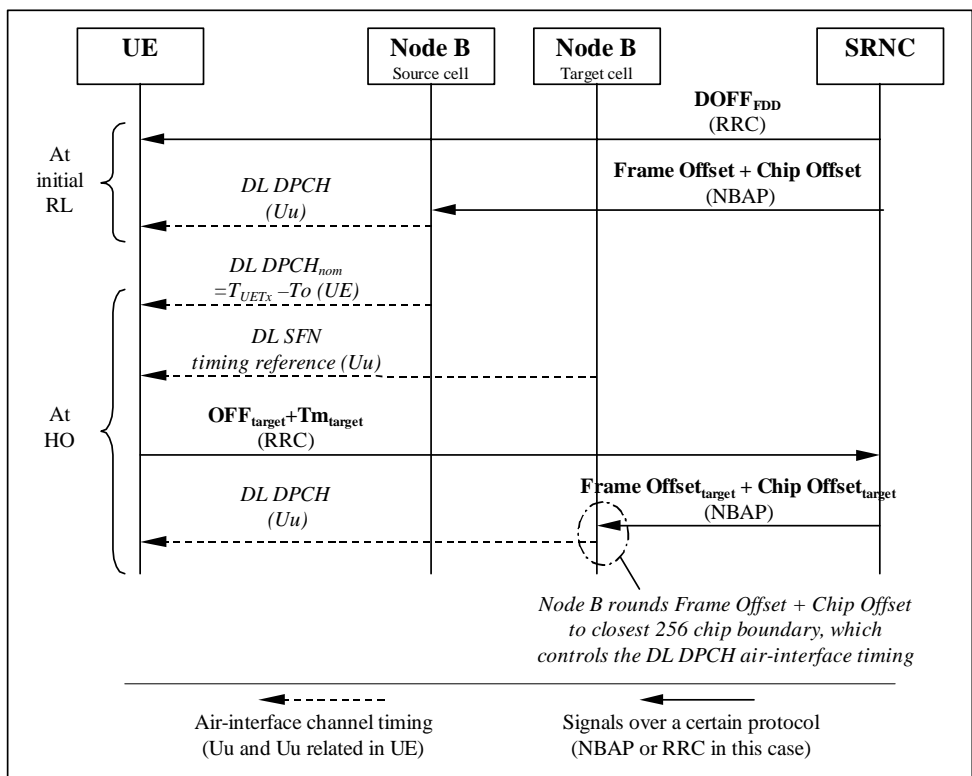 UE
Node B
Source cell
Node B
Target cell
SRNC
DOFF_FDD
(RRC)
At
initial
RL
Frame Offset + Chip Offset
(NBAP)
DL DPCH
(Uu)
DL DPCH_nom
=T_UETx –To (UE)
DL SFN
timing reference (Uu)
At
HO
OFF_target+Tm_target
(RRC)
Frame Offset_target + Chip Offset_target
(NBAP)
DL DPCH
(Uu)
Node B rounds Frame Offset + Chip Offset
to closest 256 chip boundary, which
controls the DL DPCH air-interface timing
Air-interface channel timing
(Uu and Uu related in UE)
Signals over a certain protocol
(NBAP or RRC in this case)